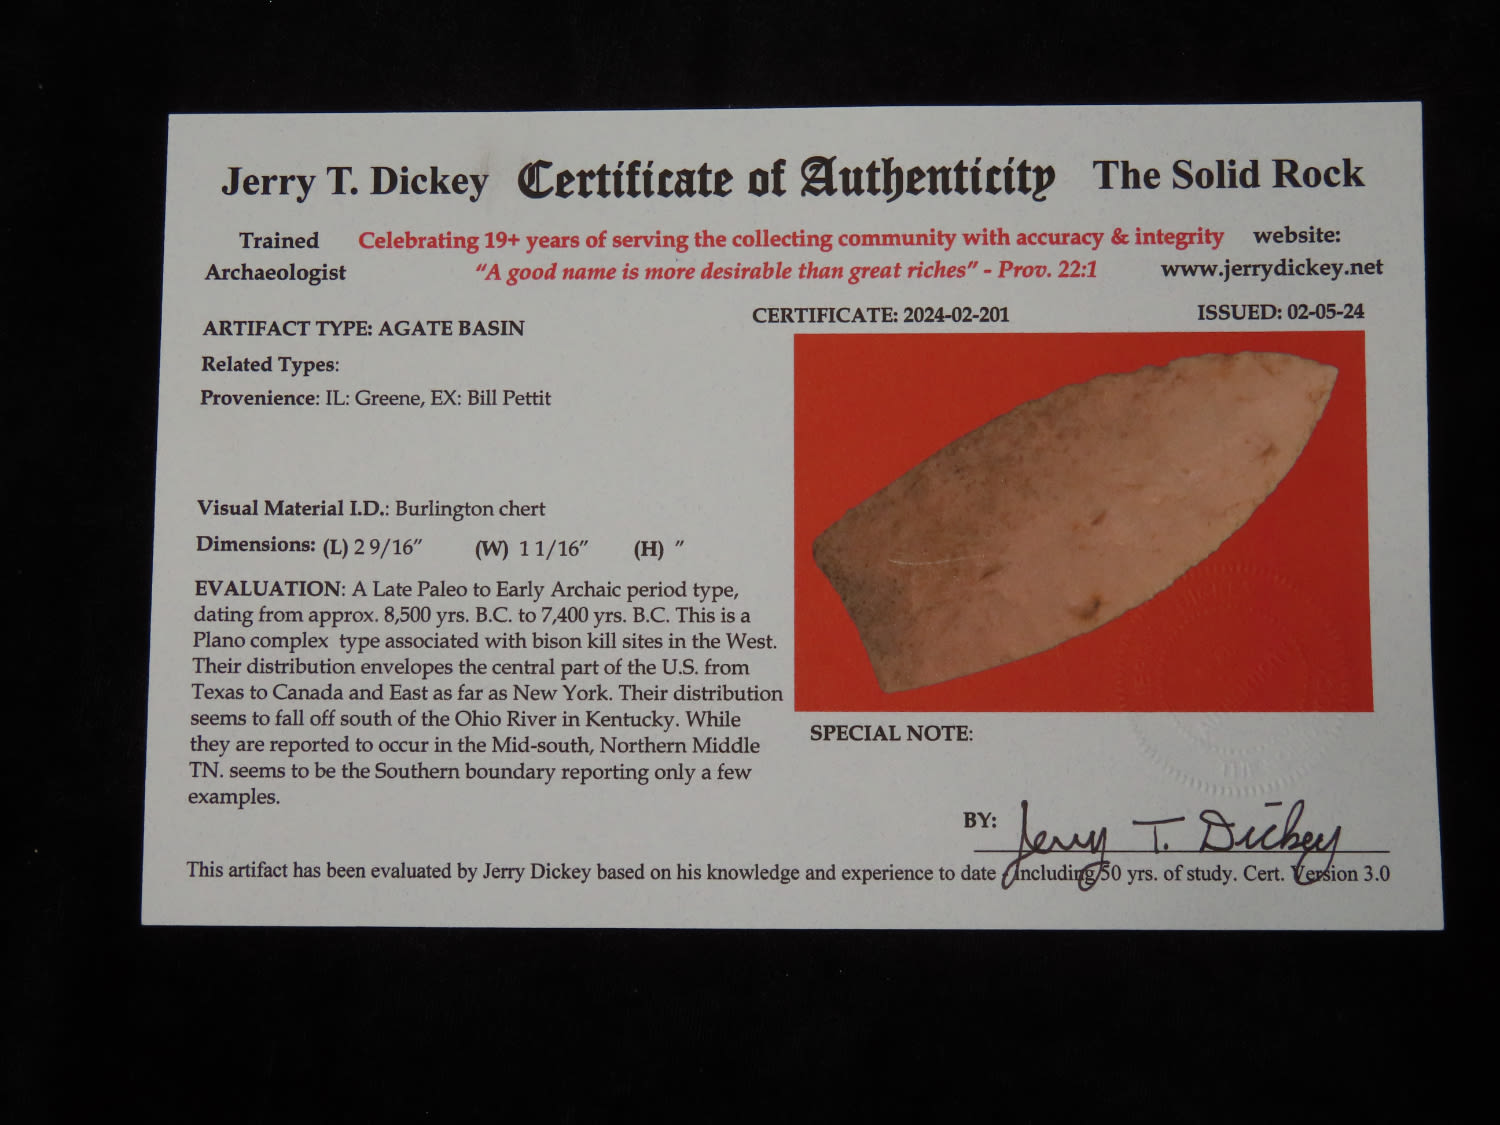 Jerry T. Dickey Certificate of Authenticity The Solid Rock
Trained Archaeologist
Celebrating 19+ years of serving the collecting community with accuracy & integrity
"A good name is more desirable than great riches" - Prov. 22:1
website:
www.jerrydickey.net
CERTIFICATE: 2024-02-201 ISSUED: 02-05-24
ARTIFACT TYPE: AGATE BASIN
Related Types:
Provenience: IL: Greene, EX: Bill Pettit
Visual Material I.D.: Burlington chert
Dimensions: (L) 2 9/16" (W) 1 1/16" (H) "
EVALUATION: A Late Paleo to Early Archaic period type,
dating from approx. 8,500 yrs. B.C. to 7,400 yrs. B.C. This is a
Plano complex type associated with bison kill sites in the West.
Their distribution envelopes the central part of the U.S. from
Texas to Canada and East as far as New York. Their distribution
seems to fall off south of the Ohio River in Kentucky. While
they are reported to occur in the Mid-south, Northern Middle
TN. seems to be the Southern boundary reporting only a few
examples.
SPECIAL NOTE:
BY: Jerry T. Dickey
This artifact has been evaluated by Jerry Dickey based on his knowledge and experience to date including 50 yrs. of study. Cert. Version 3.0